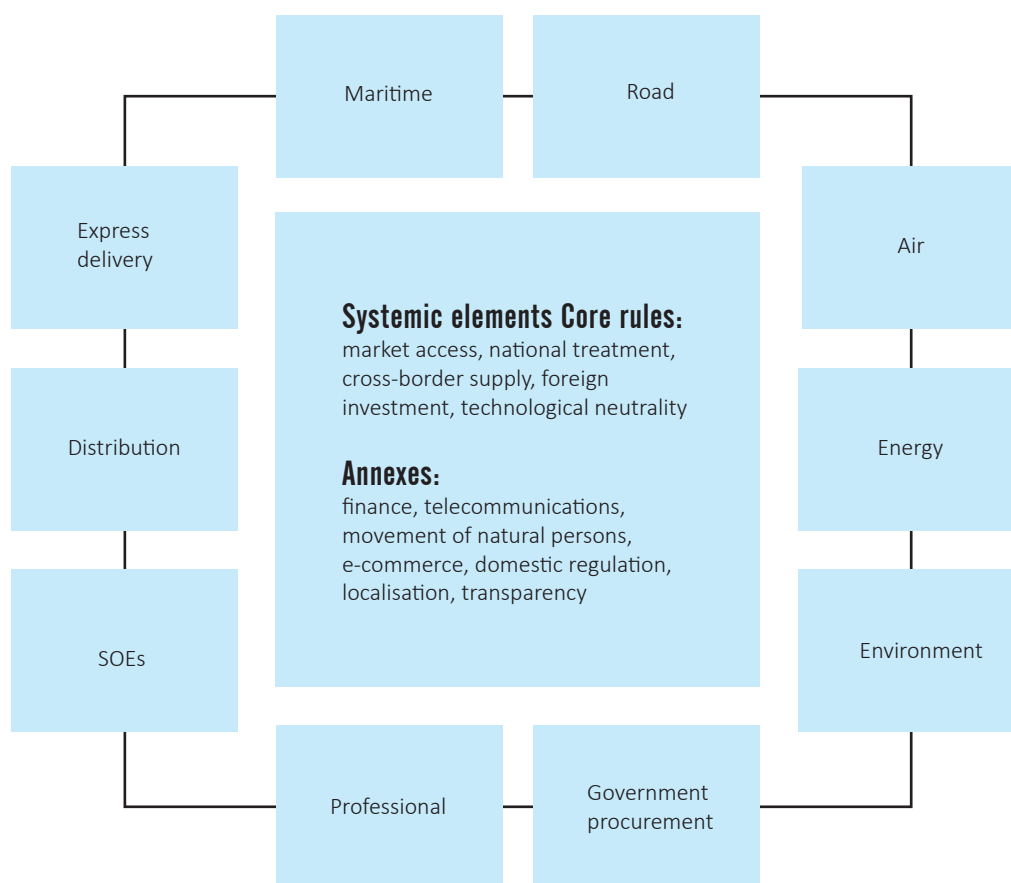 Maritime
Road
Express
delivery
Air
Systemic elements Core rules:
market access, national treatment,
cross-border supply, foreign
investment, technological neutrality
Annexes:
finance, telecommunications,
movement of natural persons,
e-commerce, domestic regulation,
localisation, transparency
Distribution
Energy
SOEs
Environment
Professional
Government
procurement